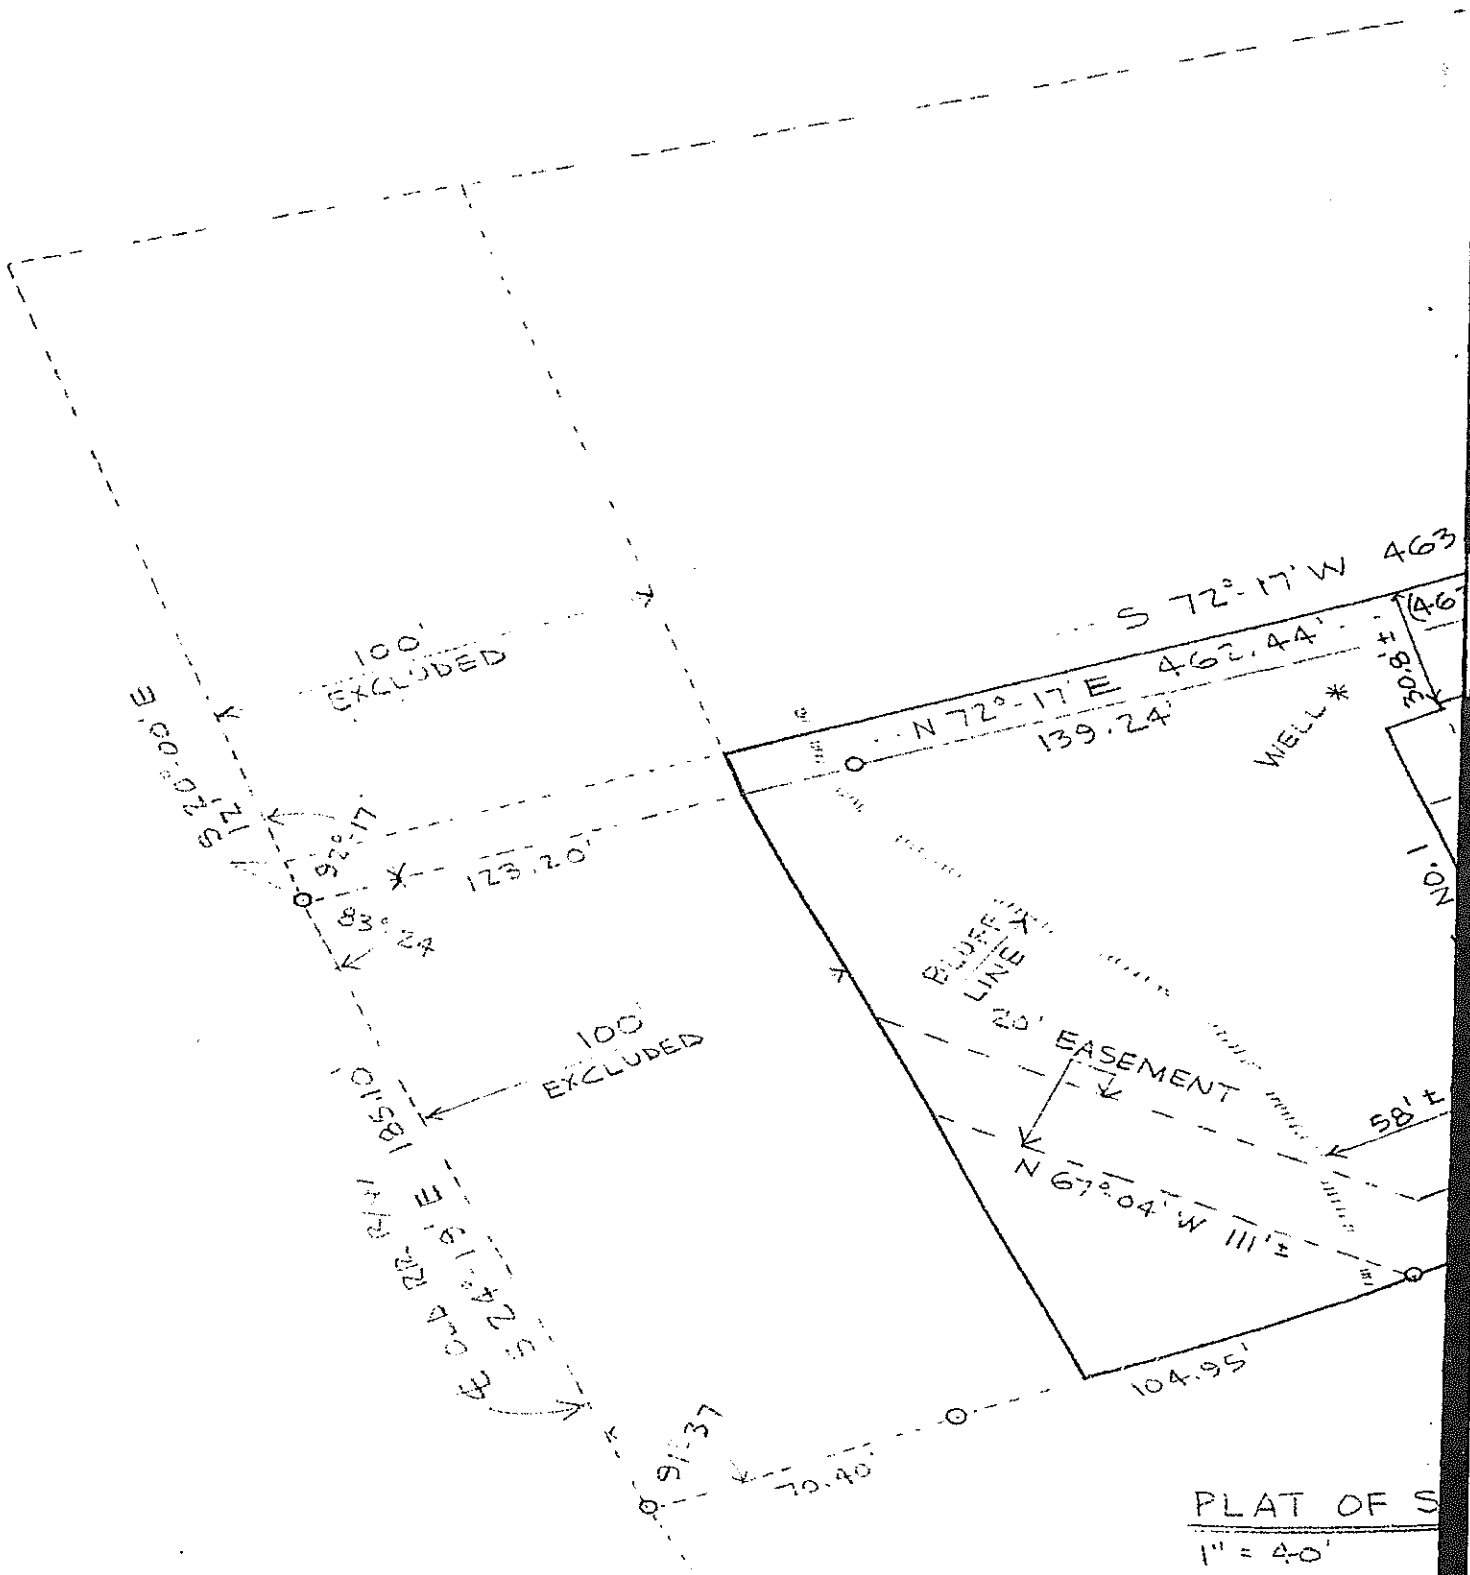 S 72°-17' W 463
(46
N 72°-17' E 462.44'
139.24'
30.8'±
WELL
100'
EXCLUDED
S 20°-00' E
12'
92°-17'
123.20'
83°-24
NO. 1
BLUFF
LINE
20' EASEMENT
100'
EXCLUDED
58'±
N 67°-04' W 111'±
185.10'
S 24°-19' E
℄ OLD RR R/W
104.95'
91-37
70.40'
PLAT OF S
1" = 40'